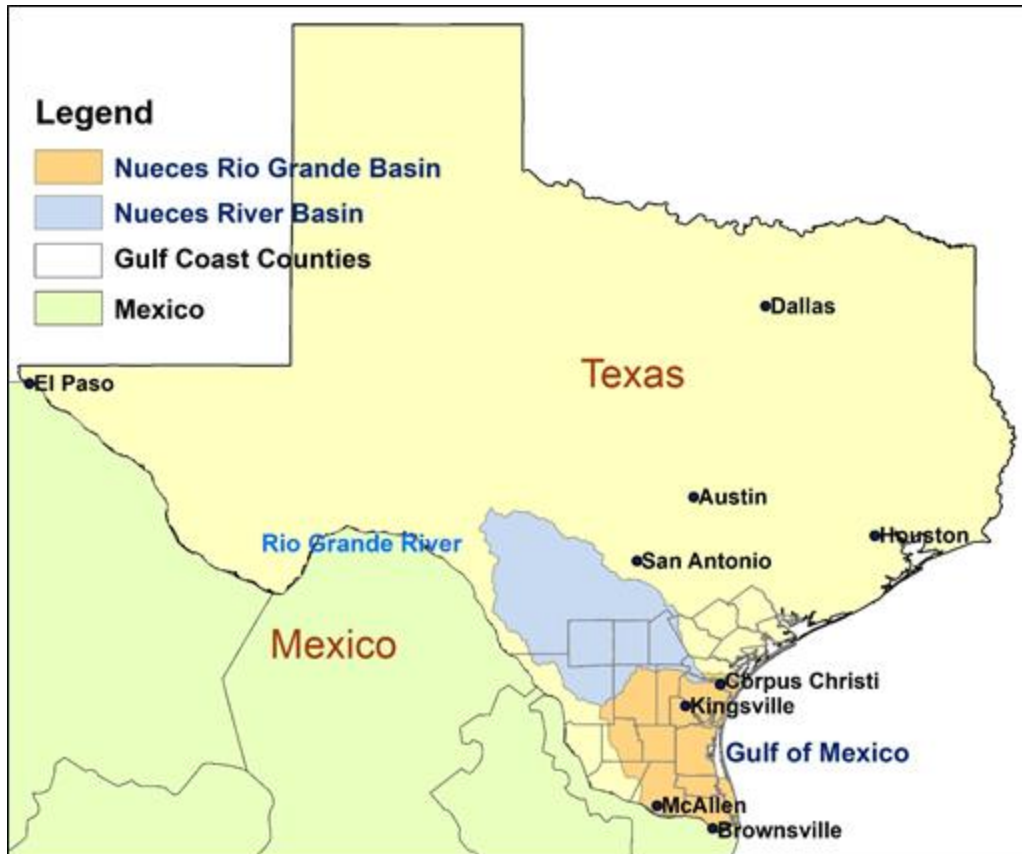 Legend
Nueces Rio Grande Basin
Nueces River Basin
Gulf Coast Counties
Mexico
Dallas
Texas
El Paso
Austin
Houston
Rio Grande River
San Antonio
Mexico
Corpus Christi
Kingsville
Gulf of Mexico
McAllen
Brownsville